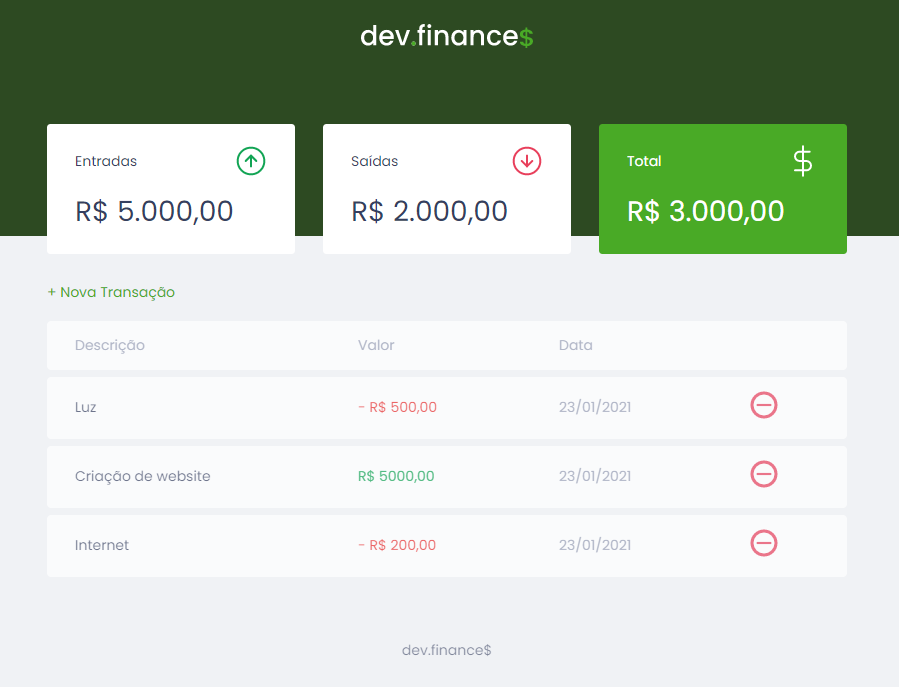 dev.finance$
Entradas
R$ 5.000,00
Saídas
R$ 2.000,00
Total
$
R$ 3.000,00
+ Nova Transação
Descrição Valor Data
Luz - R$ 500,00 23/01/2021
Criação de website R$ 5000,00 23/01/2021
Internet - R$ 200,00 23/01/2021
dev.finance$